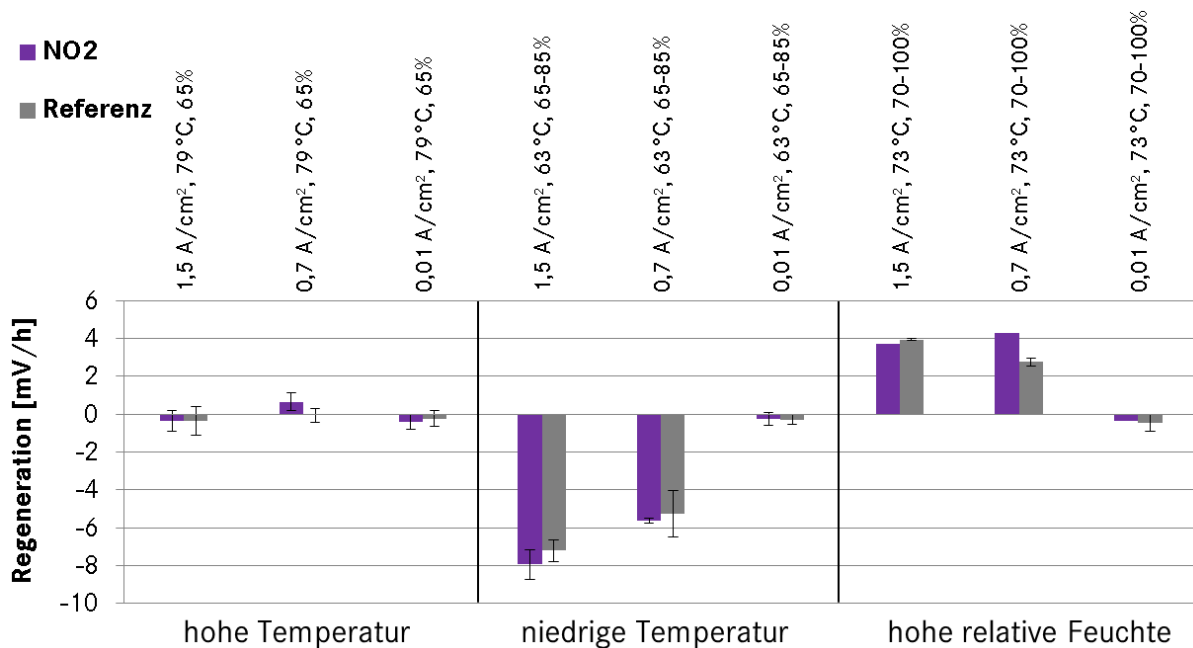 NO2
Referenz
1,5 A/cm², 79 °C, 65%
0,7 A/cm², 79 °C, 65%
0,01 A/cm², 79 °C, 65%
1,5 A/cm², 63 °C, 65-85%
0,7 A/cm², 63 °C, 65-85%
0,01 A/cm², 63 °C, 65-85%
1,5 A/cm², 73 °C, 70-100%
0,7 A/cm², 73 °C, 70-100%
0,01 A/cm², 73 °C, 70-100%
Regeneration [mV/h]
6
4
2
0
-2
-4
-6
-8
-10
hohe Temperatur
niedrige Temperatur
hohe relative Feuchte